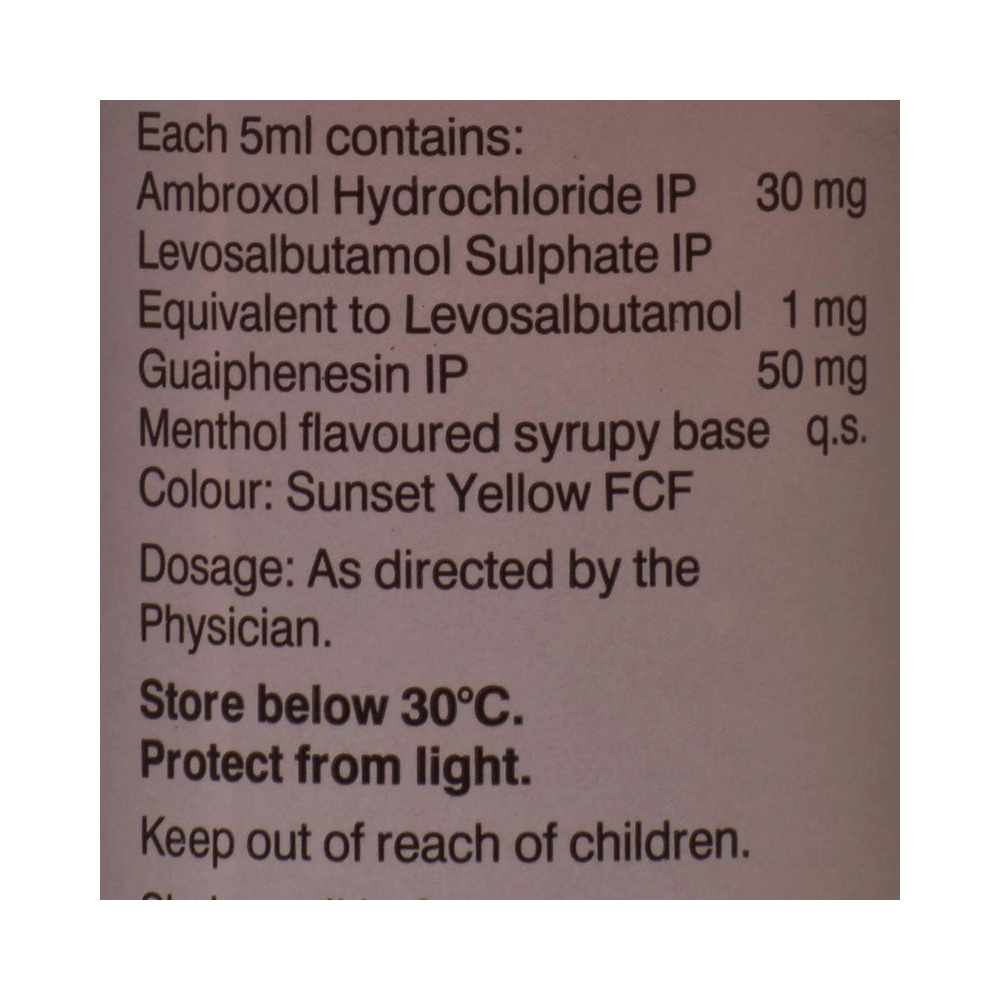 Each 5ml contains:
Ambroxol Hydrochloride IP 30 mg
Levosalbutamol Sulphate IP
Equivalent to Levosalbutamol 1 mg
Guaiphenesin IP 50 mg
Menthol flavoured syrupy base q.s.
Colour: Sunset Yellow FCF
Dosage: As directed by the
Physician.
Store below 30°C.
Protect from light.
Keep out of reach of children.